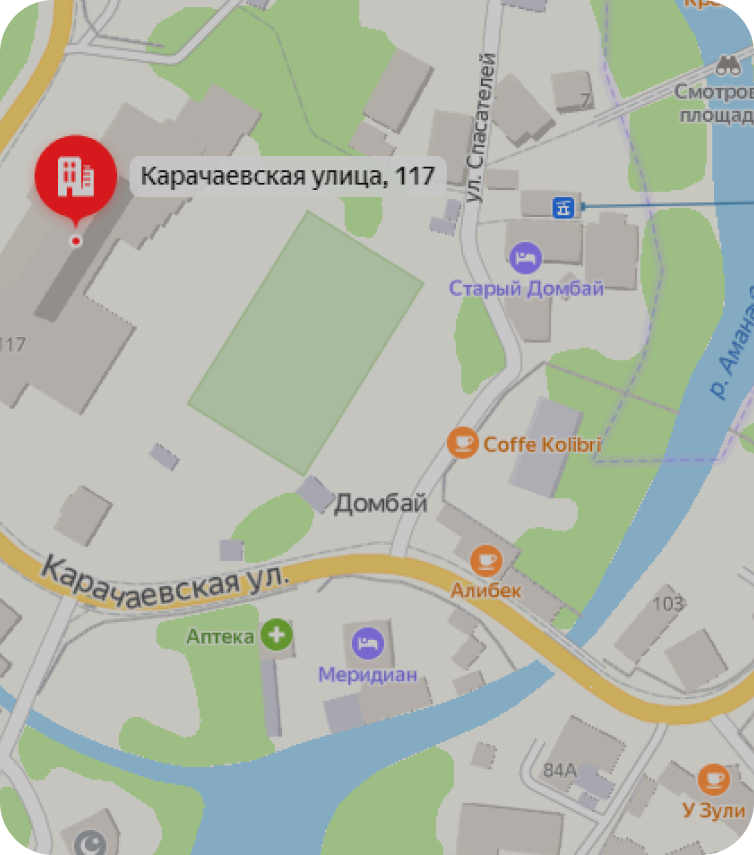 Смотров
площад
7
Карачаевская улица, 117
ул. Спасателей
Старый Домбай
117
Coffe Kolibri
Домбай
Карачаевская ул.
Алибек
103
Аптека
Меридиан
84А
У Зули